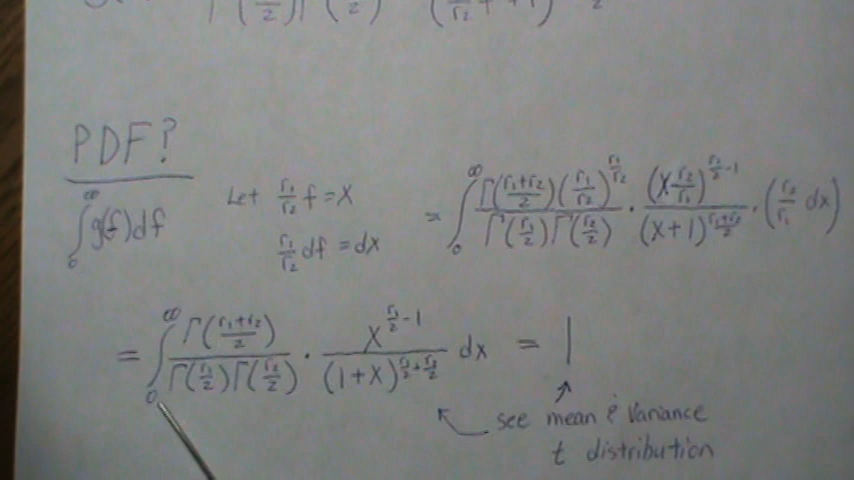 PDF?
∫₀^∞ g(f)df
Let r₁/r₂ f = x
r₁/r₂ df = dx
= ∫₀^∞ Γ((r₁+r₂)/2)(r₁/r₂)^(r₁/r₂) / Γ(r₁/2)Γ(r₂/2) · (x r₂/r₁)^(r₁/2 -1) / (x+1)^((r₁+r₂)/2) · (r₂/r₁ dx)
= ∫₀^∞ Γ((r₁+r₂)/2) / Γ(r₁/2)Γ(r₂/2) · x^(r₁/2 -1) / (1+x)^(r₁/2 + r₂/2) dx = 1
see mean & variance
t distribution